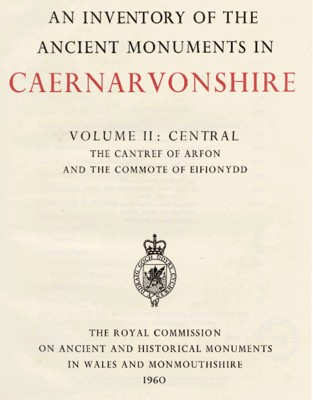 AN INVENTORY OF THE
ANCIENT MONUMENTS IN
CAERNARVONSHIRE
VOLUME II: CENTRAL
THE CANTREF OF ARFON
AND THE COMMOTE OF EIFIONYDD
THE ROYAL COMMISSION
ON ANCIENT AND HISTORICAL MONUMENTS
IN WALES AND MONMOUTHSHIRE
1960